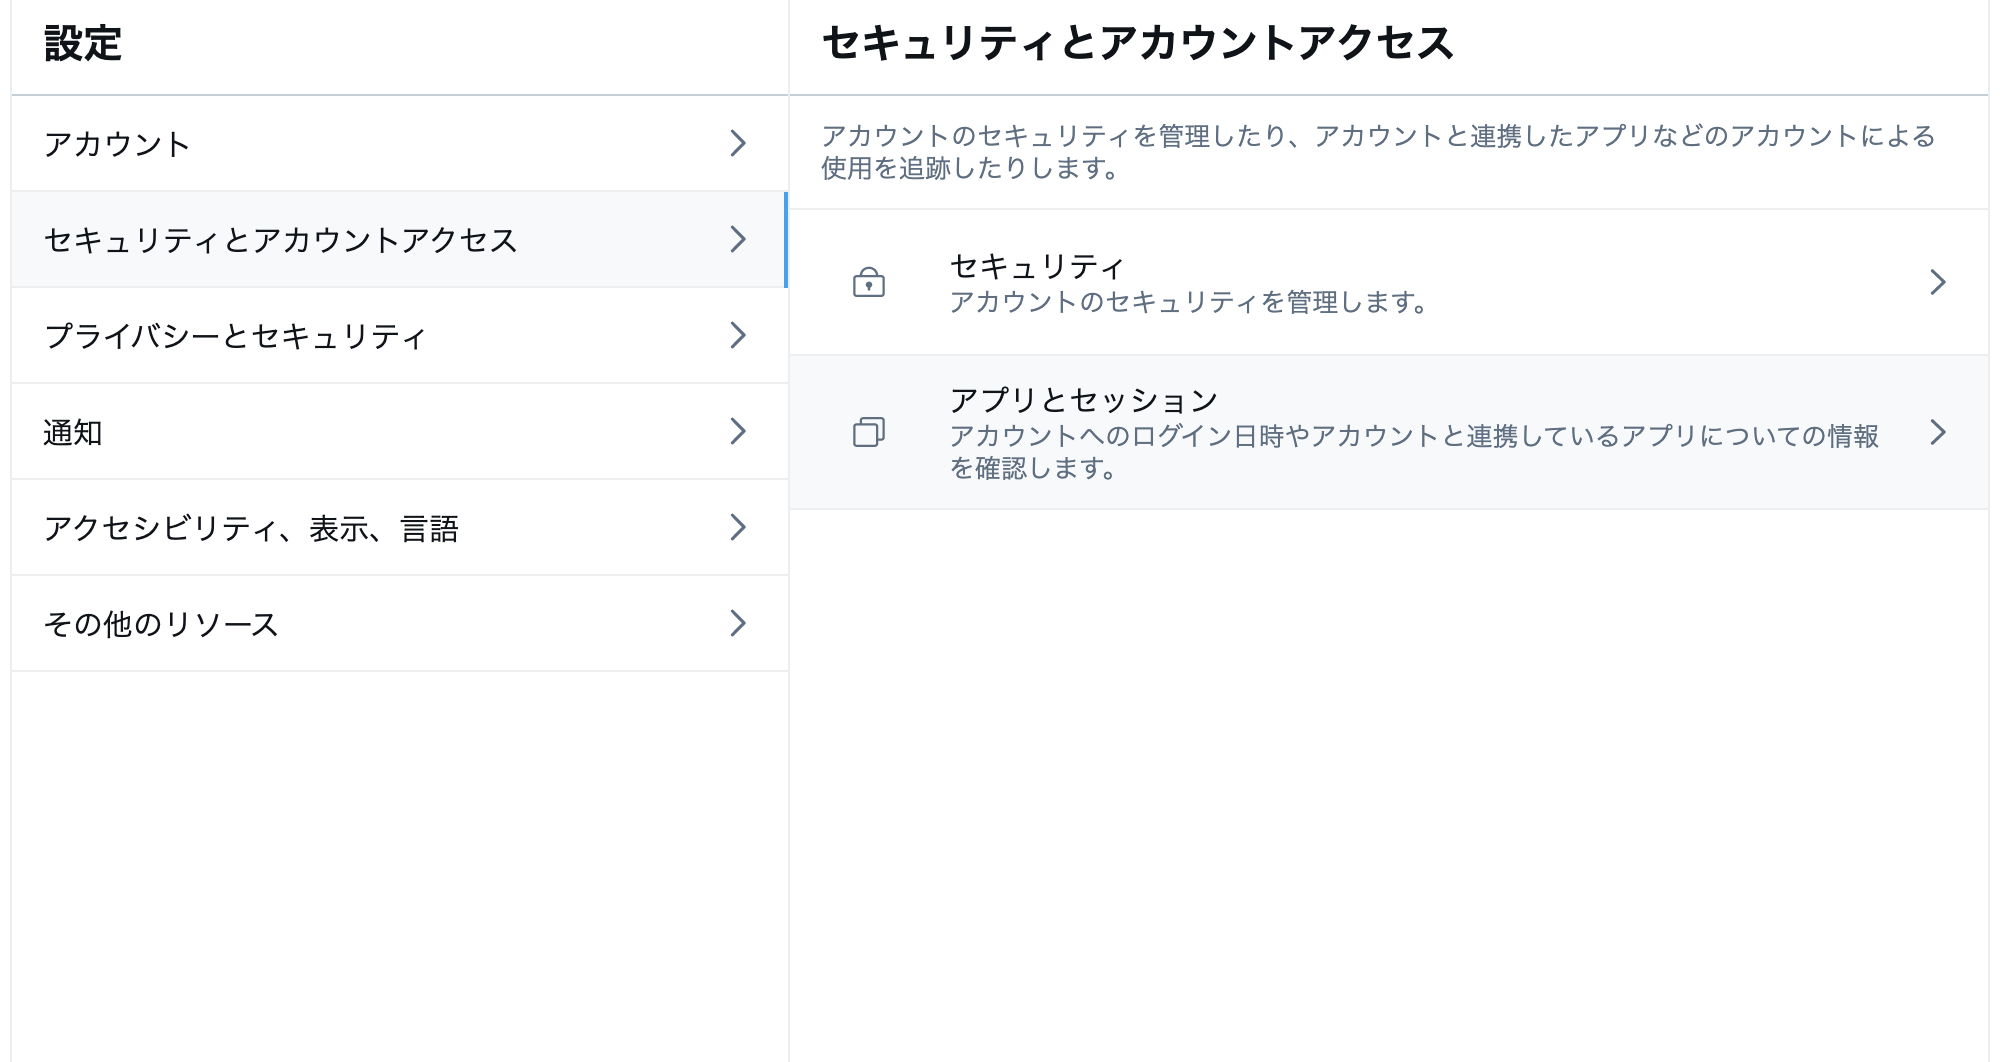 設定
アカウント
セキュリティとアカウントアクセス
プライバシーとセキュリティ
通知
アクセシビリティ、表示、言語
その他のリソース
セキュリティとアカウントアクセス
アカウントのセキュリティを管理したり、アカウントと連携したアプリなどのアカウントによる
使用を追跡したりします。
セキュリティ
アカウントのセキュリティを管理します。
アプリとセッション
アカウントへのログイン日時やアカウントと連携しているアプリについての情報
を確認します。